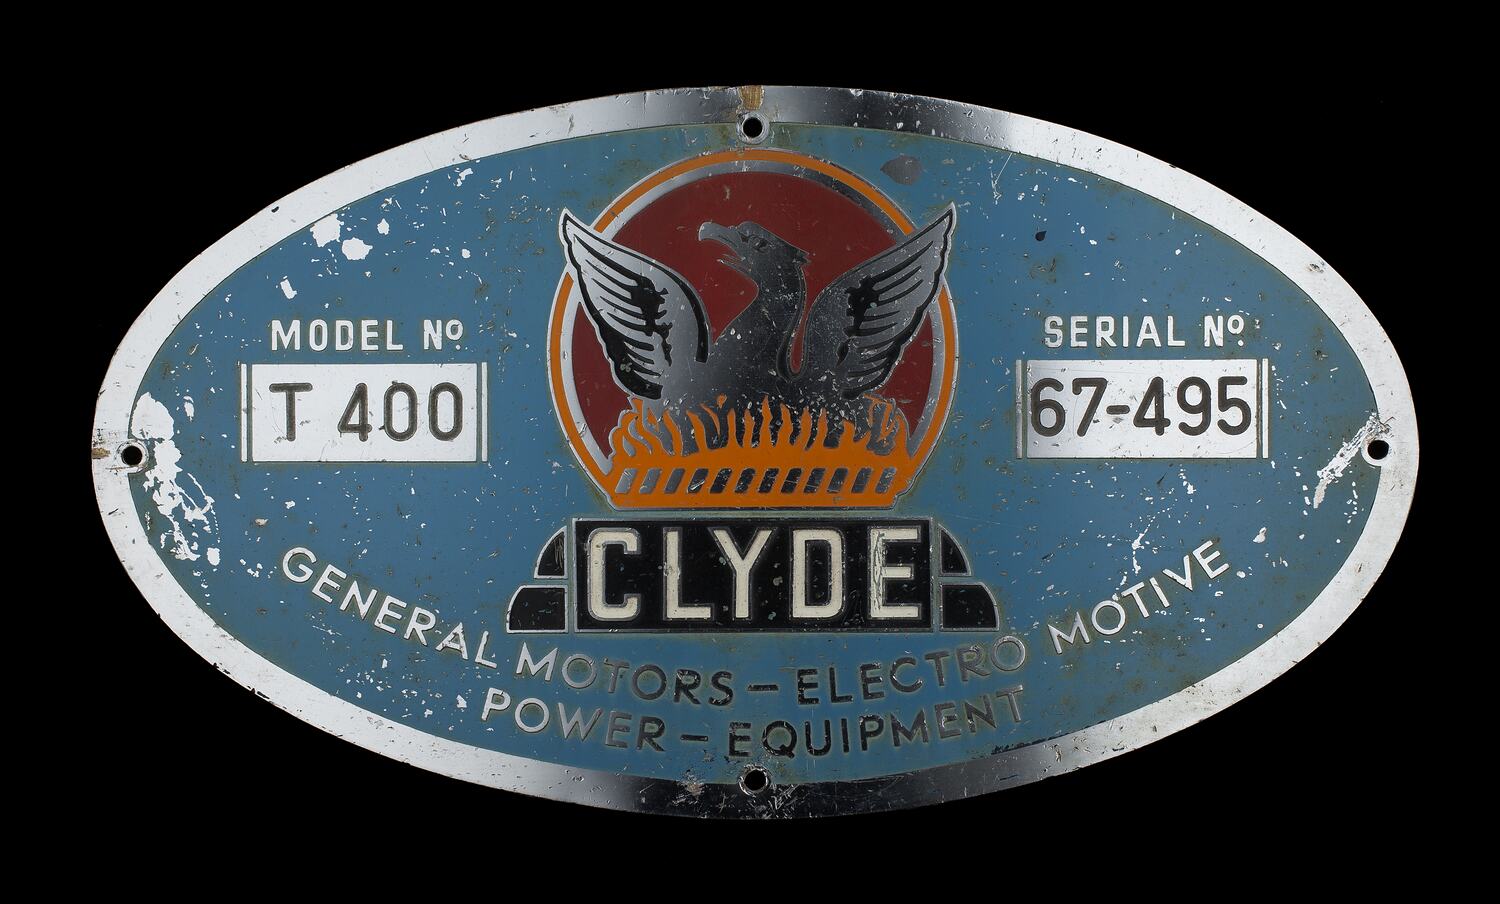 MODEL Nº
T 400
SERIAL Nº
67-495
CLYDE
GENERAL MOTORS - ELECTRO MOTIVE
POWER - EQUIPMENT